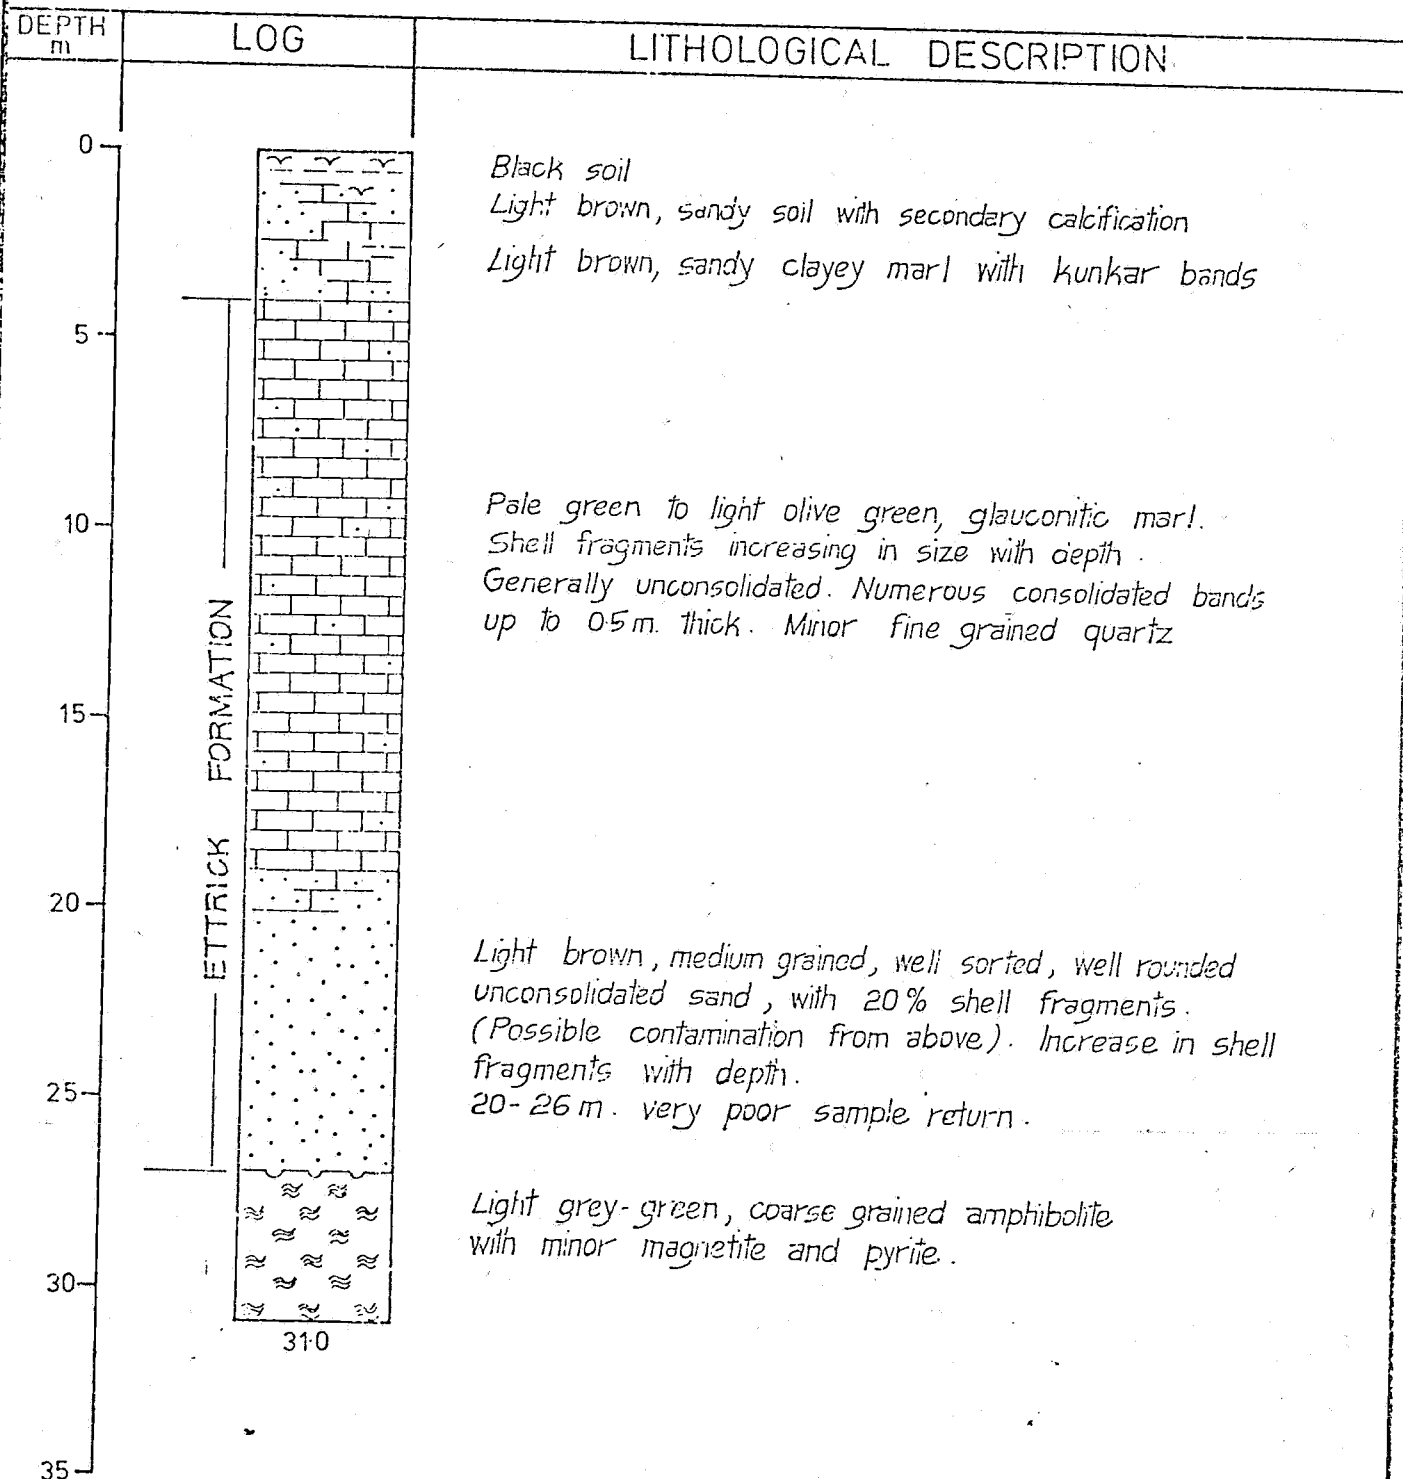 DEPTH
m
LOG
LITHOLOGICAL DESCRIPTION
0
Black soil
Light brown, sandy soil with secondary calcification
Light brown, sandy clayey marl with kunkar bands
5
10
Pale green to light olive green, glauconitic marl.
Shell fragments increasing in size with depth.
Generally unconsolidated. Numerous consolidated bands
up to 0·5m. thick. Minor fine grained quartz
ETTRICK FORMATION
15
20
Light brown, medium grained, well sorted, well rounded
unconsolidated sand, with 20% shell fragments.
(Possible contamination from above). Increase in shell
fragments with depth.
25
20-26m. very poor sample return.
Light grey-green, coarse grained amphibolite
with minor magnetite and pyrite.
30
31·0
35